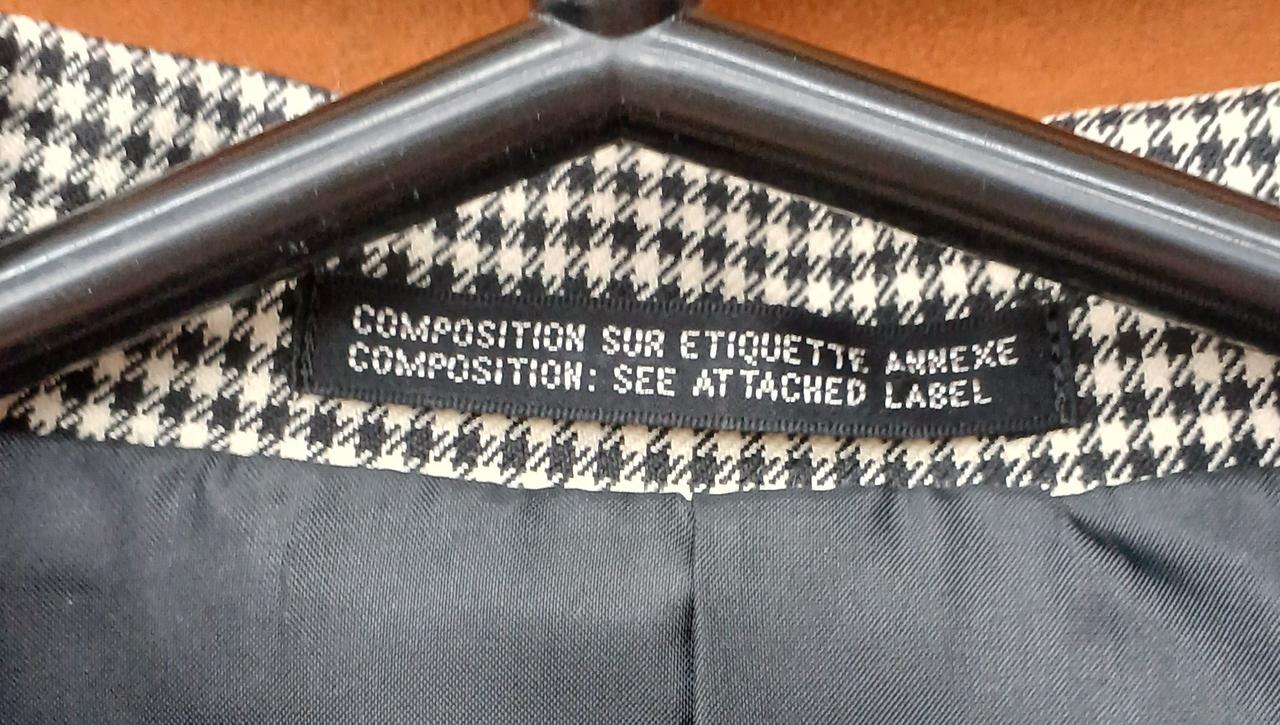 COMPOSITION SUR ETIQUETTE ANNEXE
COMPOSITION: SEE ATTACHED LABEL